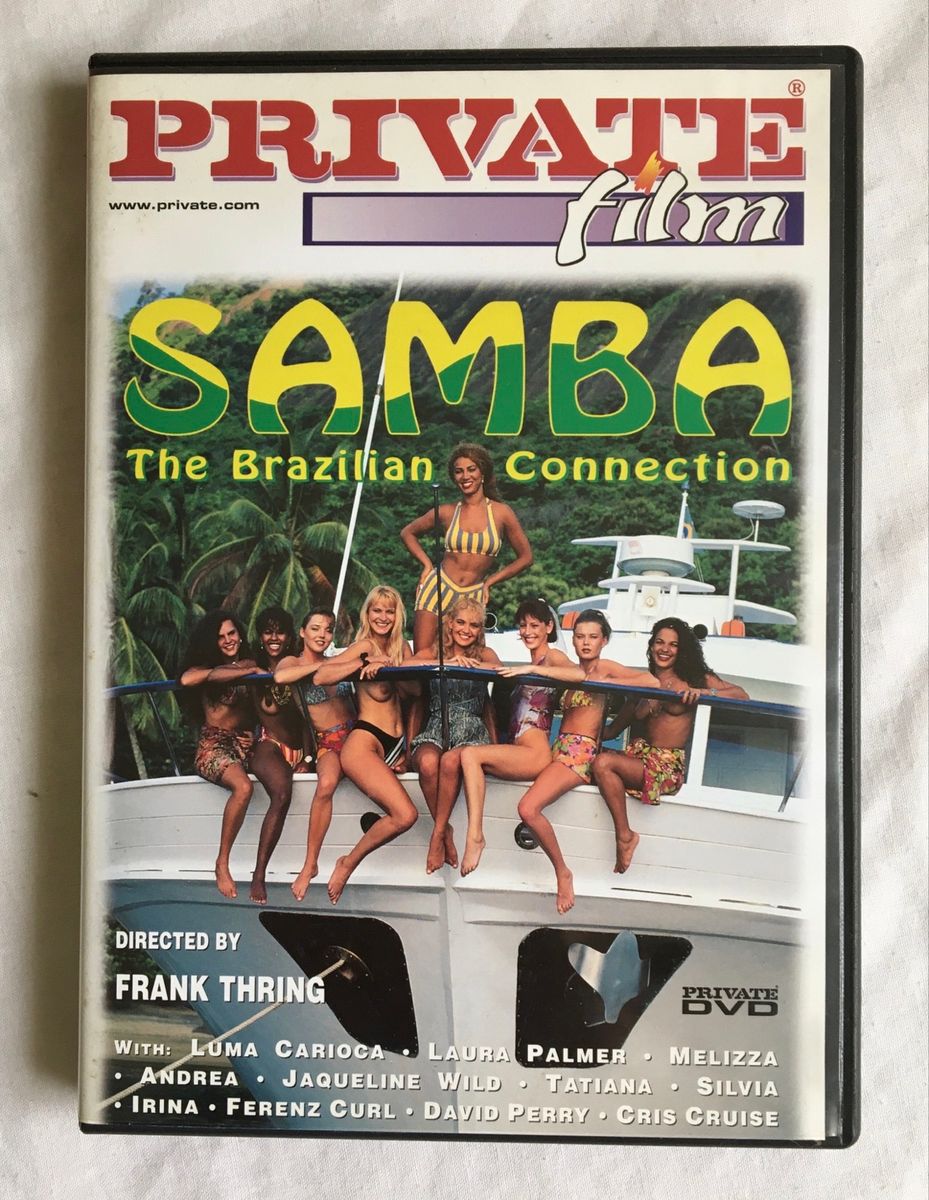 PRIVATE®
www.private.com
film
SAMBA
The Brazilian Connection
DIRECTED BY
FRANK THRING
PRIVATE
DVD
WITH: LUMA CARIOCA • LAURA PALMER • MELIZZA
• ANDREA • JAQUELINE WILD • TATIANA • SILVIA
• IRINA • FERENZ CURL • DAVID PERRY • CRIS CRUISE